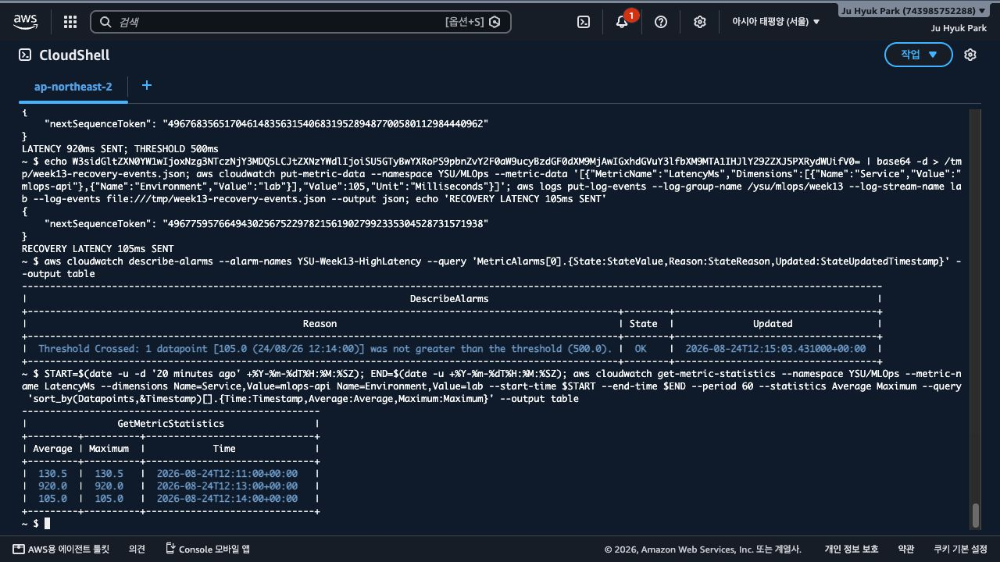 aws
검색
[옵션+S]
1
아시아 태평양 (서울) ▼
Ju Hyuk Park (743985752288) ▼
Ju Hyuk Park
CloudShell
작업 ▼
ap-northeast-2
+
{
    "nextSequenceToken": "49676835651704614835631540683195289487700580112984440962"
}
LATENCY 920ms SENT; THRESHOLD 500ms
~ $ echo W3sidGltZXN0YW1wIjoxNzg3NTczNjY3MDQ5LCJtZXNzYWdlIjoiSU5GTyBwYXRoPS9pbnZvY2F0aW9ucyBzdGF0dXM9MjAwIGxhdGVuY3lfbXM9MTA1IHJlY292ZXJ5PXRydWUifV0= | base64 -d > /tm
p/week13-recovery-events.json; aws cloudwatch put-metric-data --namespace YSU/MLOps --metric-data '[{"MetricName":"LatencyMs","Dimensions":[{"Name":"Service","Value":"
mlops-api"},{"Name":"Environment","Value":"lab"}],"Value":105,"Unit":"Milliseconds"}]'; aws logs put-log-events --log-group-name /ysu/mlops/week13 --log-stream-name la
b --log-events file:///tmp/week13-recovery-events.json --output json; echo 'RECOVERY LATENCY 105ms SENT'
{
    "nextSequenceToken": "49677595766494302567522978215619027992335304528731571938"
}
RECOVERY LATENCY 105ms SENT
~ $ aws cloudwatch describe-alarms --alarm-names YSU-Week13-HighLatency --query 'MetricAlarms[0].{State:StateValue,Reason:StateReason,Updated:StateUpdatedTimestamp}' -
-output table
| DescribeAlarms |
| Reason | State | Updated |
| Threshold Crossed: 1 datapoint [105.0 (24/08/26 12:14:00)] was not greater than the threshold (500.0). | OK | 2026-08-24T12:15:03.431000+00:00 |
~ $ START=$(date -u -d '20 minutes ago' +%Y-%m-%dT%H:%M:%SZ); END=$(date -u +%Y-%m-%dT%H:%M:%SZ); aws cloudwatch get-metric-statistics --namespace YSU/MLOps --metric-n
ame LatencyMs --dimensions Name=Service,Value=mlops-api Name=Environment,Value=lab --start-time $START --end-time $END --period 60 --statistics Average Maximum --query
'sort_by(Datapoints,&Timestamp)[].{Time:Timestamp,Average:Average,Maximum:Maximum}' --output table
| GetMetricStatistics |
| Average | Maximum | Time |
| 130.5 | 130.5 | 2026-08-24T12:11:00+00:00 |
| 920.0 | 920.0 | 2026-08-24T12:13:00+00:00 |
| 105.0 | 105.0 | 2026-08-24T12:14:00+00:00 |
~ $
AWS용 에이전트 툴킷
의견
Console 모바일 앱
© 2026, Amazon Web Services, Inc. 또는 계열사.
개인 정보 보호
약관
쿠키 기본 설정